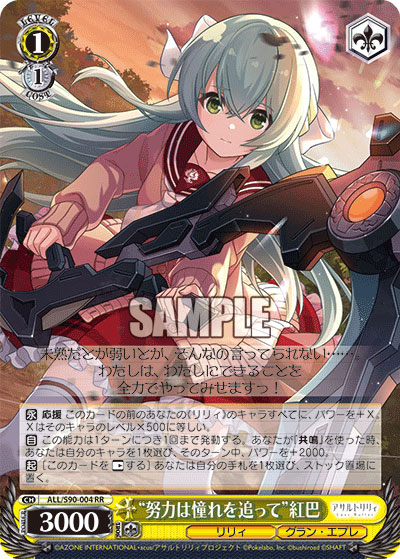 LEVEL
1
1
COST
SAMPLE
未熟だとか弱いとか、そんなの言ってられない……。
わたしは、わたしにできることを
全力でやってみせますっ！
永 応援 このカードの前のあなたの《リリィ》のキャラすべてに、パワーを＋X。
Xはそのキャラのレベル×500に等しい。
自 この能力は1ターンにつき1回まで発動する。あなたが「共鳴」を使った時、
あなたは自分のキャラを1枚選び、そのターン中、パワーを＋2000。
起［このカードを する］あなたは自分の手札を1枚選び、ストック置場
に置く。
CH ALL/S90-004 RR
“努力は憧れを追って”紅巴
アサルトリリィ
3000
リリィ
グラン・エプレ
©AZONE INTERNATIONAL・acus/アサルトリリィプロジェクト ©Pokelabo, Inc. ©bushiroad ©SHAFT